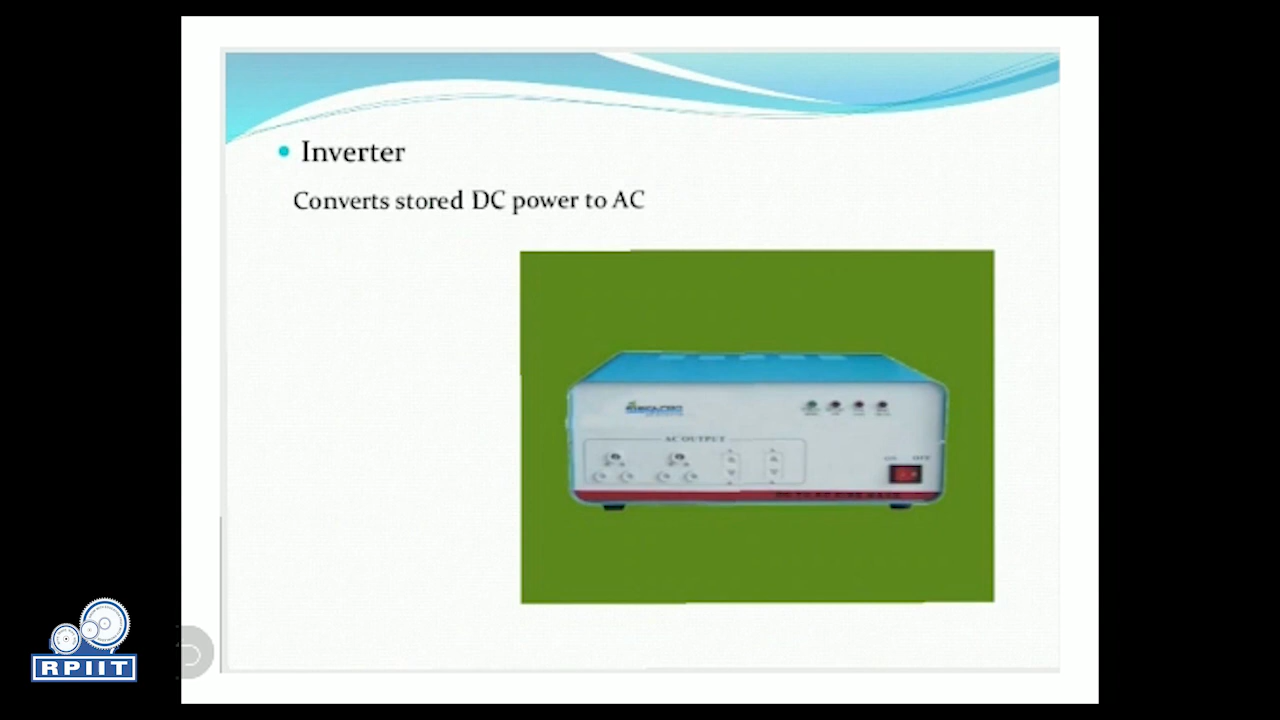 Inverter
Converts stored DC power to AC
AC OUTPUT
ON OFF
RPIIT